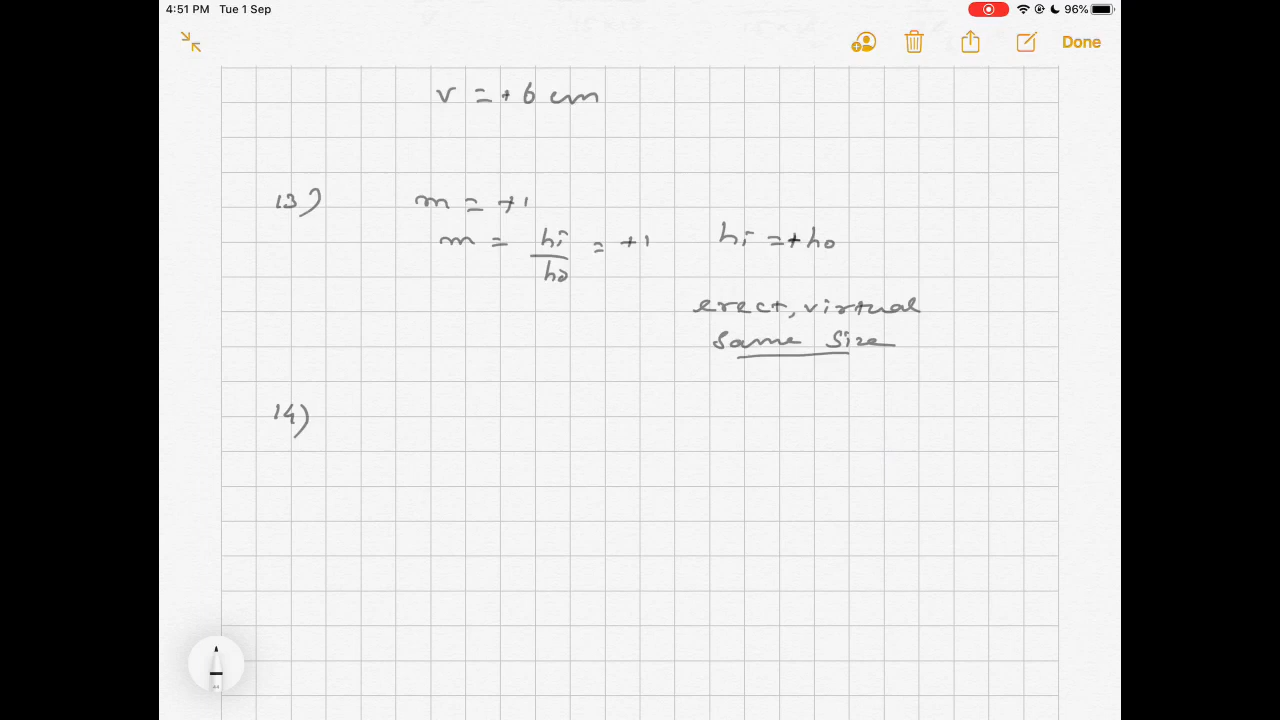 4:51 PM Tue 1 Sep 96%
Done
v = +6 cm
13) m = +1
m = hi/ho = +1 hi = +ho
erect, virtual
same size
14)